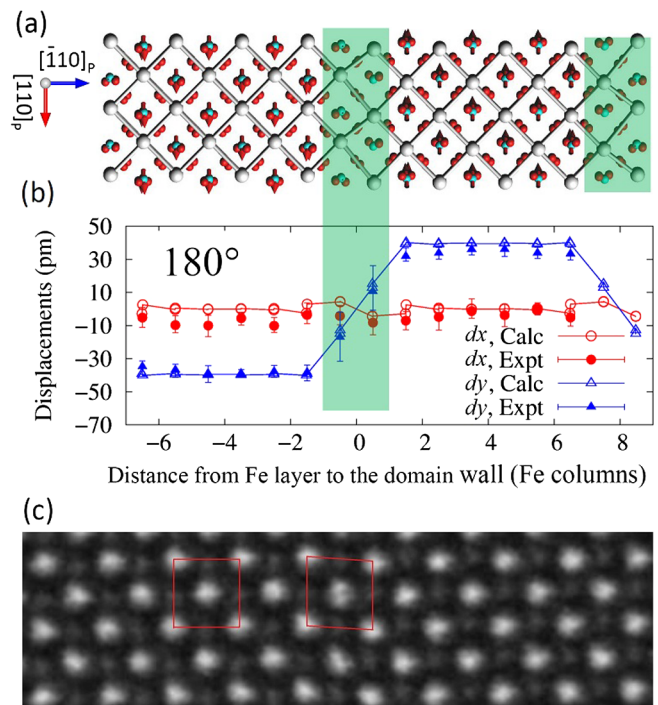 (a)
[1̄10]P
[110]P
(b)
50
30
10
−10
−30
−50
−70
Displacements (pm)
180°
dx, Calc
dx, Expt
dy, Calc
dy, Expt
−6 −4 −2 0 2 4 6 8
Distance from Fe layer to the domain wall (Fe columns)
(c)